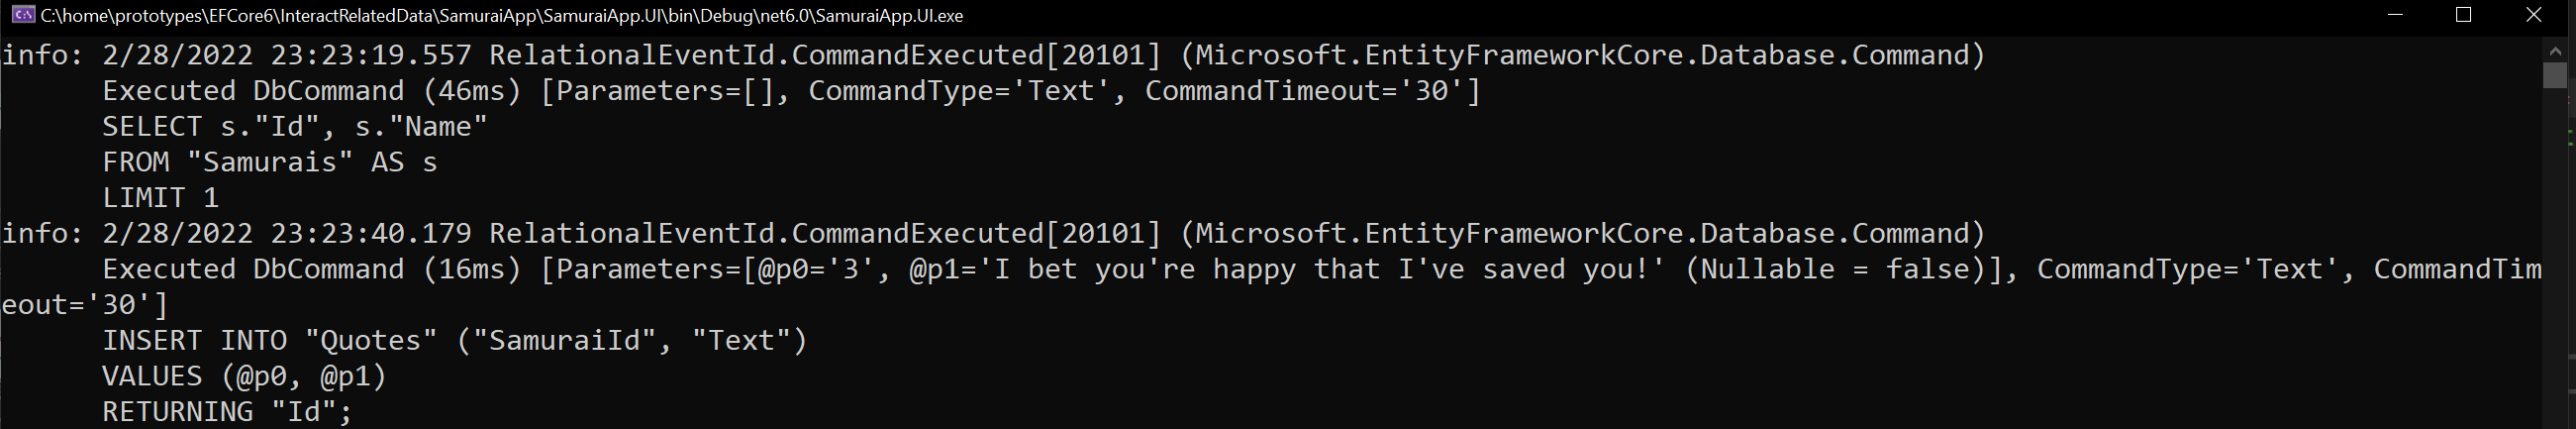 C:\home\prototypes\EFCore6\InteractRelatedData\SamuraiApp\SamuraiApp.UI\bin\Debug\net6.0\SamuraiApp.UI.exe
info: 2/28/2022 23:23:19.557 RelationalEventId.CommandExecuted[20101] (Microsoft.EntityFrameworkCore.Database.Command)
      Executed DbCommand (46ms) [Parameters=[], CommandType='Text', CommandTimeout='30']
      SELECT s."Id", s."Name"
      FROM "Samurais" AS s
      LIMIT 1
info: 2/28/2022 23:23:40.179 RelationalEventId.CommandExecuted[20101] (Microsoft.EntityFrameworkCore.Database.Command)
      Executed DbCommand (16ms) [Parameters=[@p0='3', @p1='I bet you're happy that I've saved you!' (Nullable = false)], CommandType='Text', CommandTim
eout='30']
      INSERT INTO "Quotes" ("SamuraiId", "Text")
      VALUES (@p0, @p1)
      RETURNING "Id";